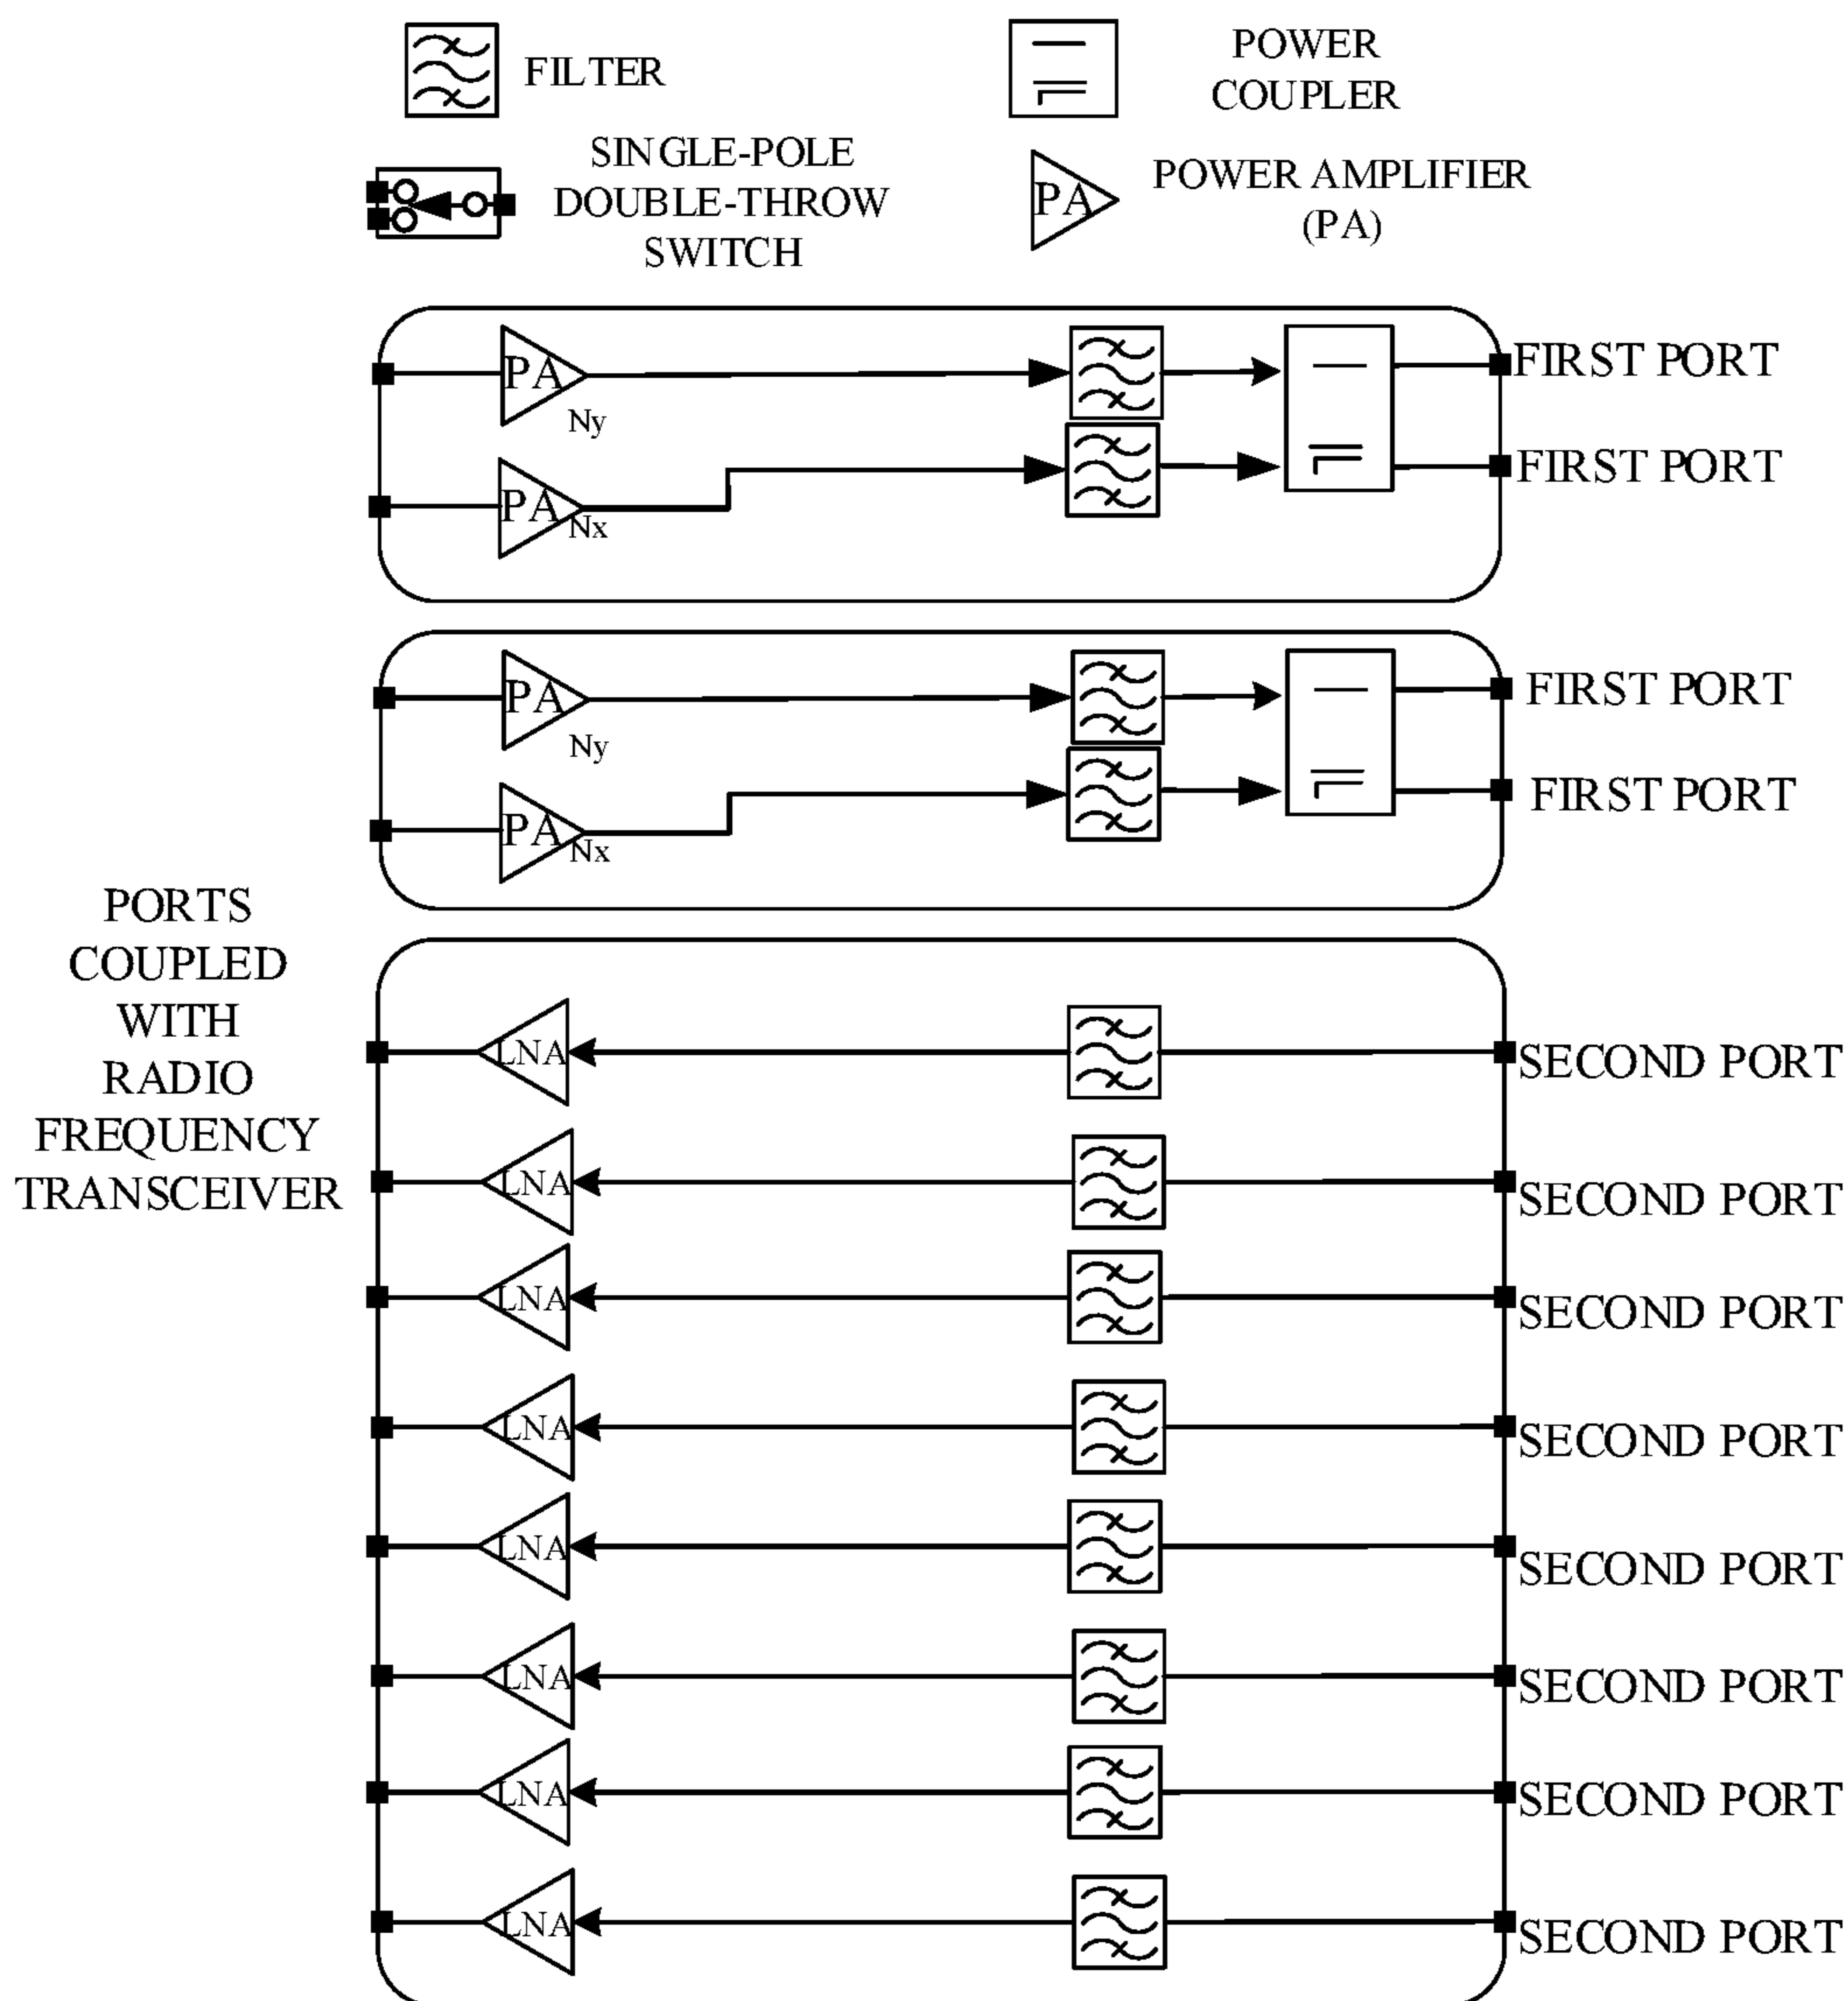 FILTER
POWER
COUPLER
SINGLE-POLE
DOUBLE-THROW
SWITCH
PA
POWER AMPLIFIER
(PA)
PA
Ny
FIRST PORT
PA
Nx
FIRST PORT
PA
Ny
FIRST PORT
PA
Nx
FIRST PORT
PORTS
COUPLED
WITH
RADIO
FREQUENCY
TRANSCEIVER
LNA
SECOND PORT
LNA
SECOND PORT
LNA
SECOND PORT
LNA
SECOND PORT
LNA
SECOND PORT
LNA
SECOND PORT
LNA
SECOND PORT
LNA
SECOND PORT